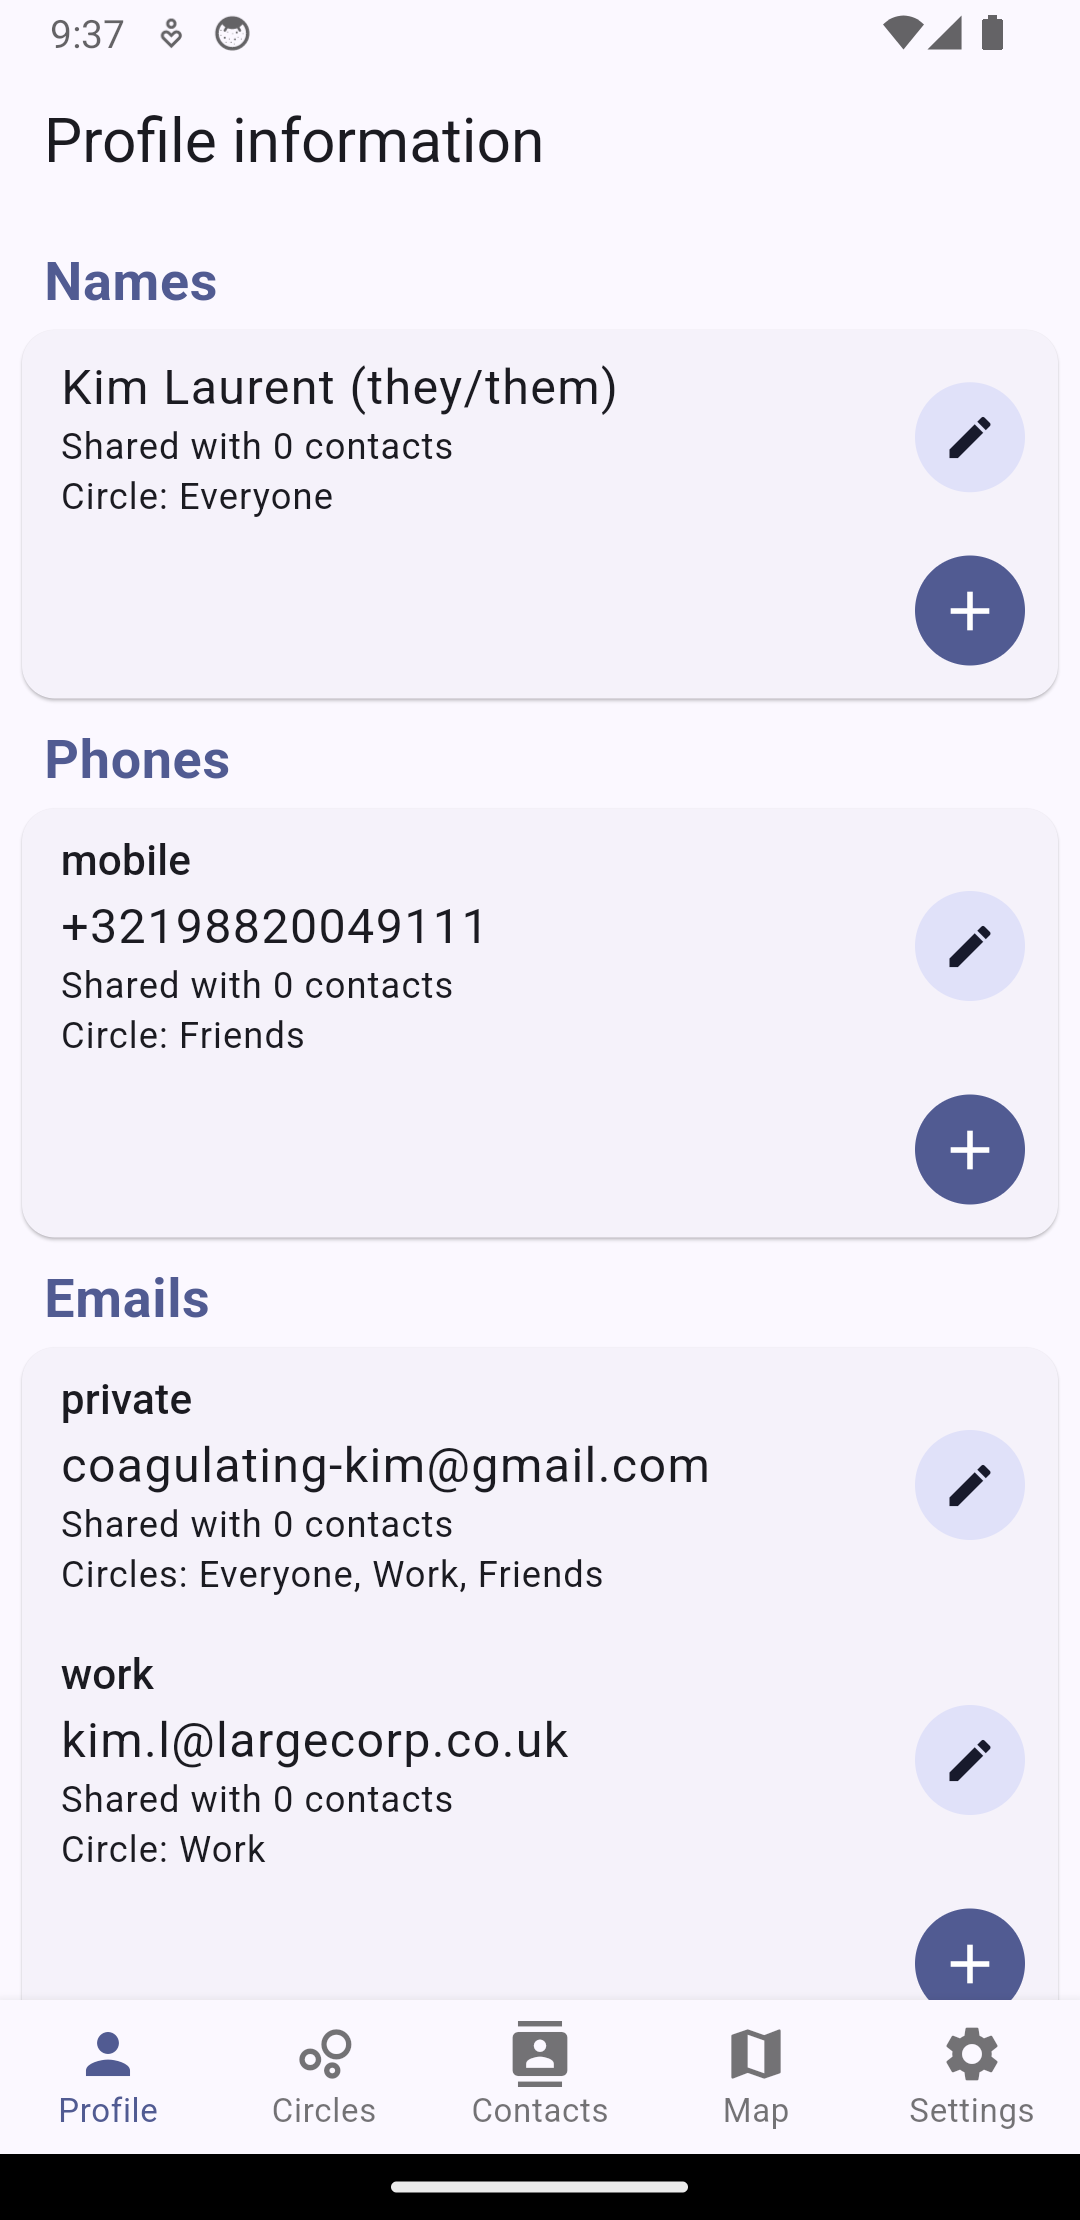 9:37
Profile information
Names
Kim Laurent (they/them)
Shared with 0 contacts
Circle: Everyone
Phones
mobile
+32198820049111
Shared with 0 contacts
Circle: Friends
Emails
private
coagulating-kim@gmail.com
Shared with 0 contacts
Circles: Everyone, Work, Friends
work
kim.l@largecorp.co.uk
Shared with 0 contacts
Circle: Work
Profile Circles Contacts Map Settings